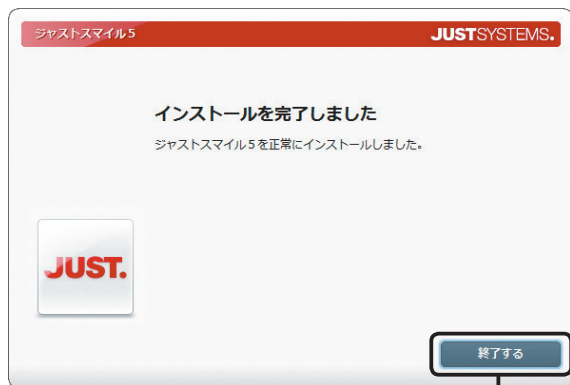 ジャストスマイル5
JUSTSYSTEMS.
インストールを完了しました
ジャストスマイル5を正常にインストールしました。
JUST.
終了する